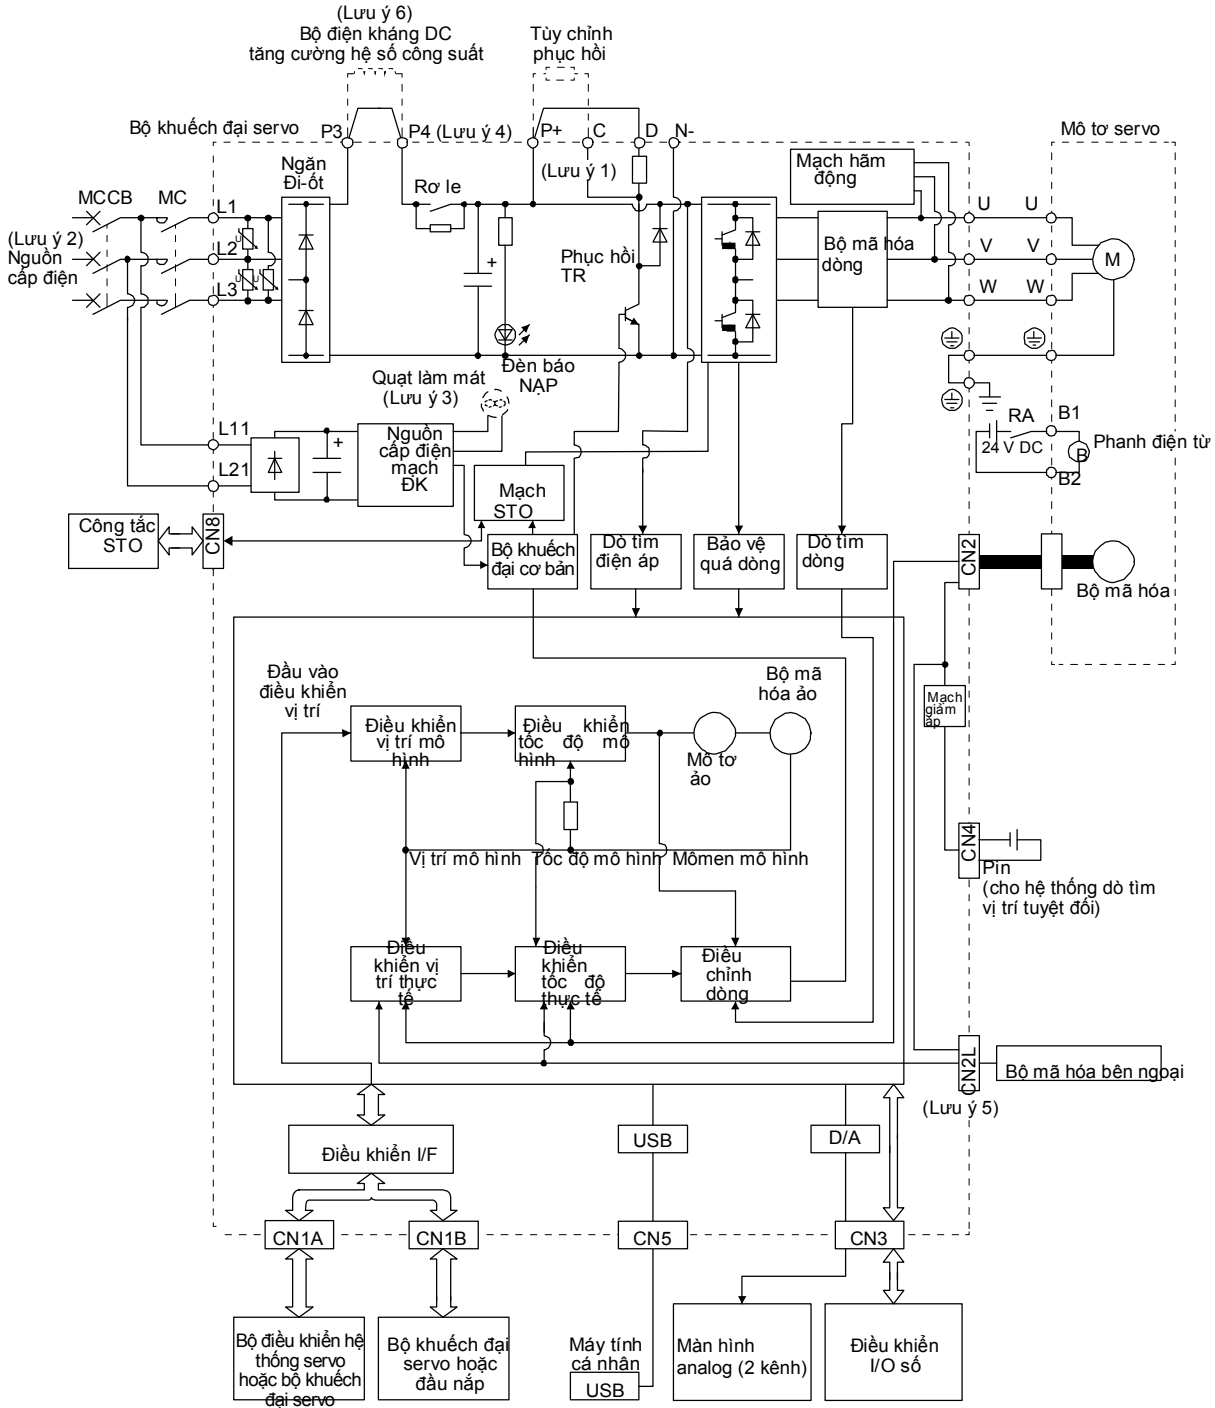 (Lưu ý 6)
Bộ điện kháng DC
tăng cường hệ số công suất
Tùy chỉnh
phục hồi
Bộ khuếch đại servo
P3
P4 (Lưu ý 4)
P+
C
D
N-
Mô tơ servo
(Lưu ý 1)
Ngăn
Đi-ốt
Rơ le
Mạch hãm
động
MCCB
MC
L1
L2
L3
(Lưu ý 2)
Nguồn
cấp điện
U
U
U
+
Phục hồi
TR
Bộ mã hóa
dòng
U
U
V
V
W
W
M
Đèn báo
NẠP
Quạt làm mát
(Lưu ý 3)
L11
L21
+
Nguồn
cấp điện
mạch
ĐK
RA
24 V DC
B1
B
B2
Phanh điện từ
Mạch
STO
Công tắc
STO
CN8
Bộ khuếch
đại cơ bản
Dò tìm
điện áp
Bảo vệ
quá dòng
Dò tìm
dòng
CN2
Bộ mã hóa
Đầu vào
điều khiển
vị trí
Điều khiển
vị trí mô
hình
Điều khiển
tốc độ mô
hình
Bộ mã
hóa ảo
Mô tơ
ảo
Mạch
giảm
áp
Vị trí mô hình
Tốc độ mô hình
Mômen mô hình
CN4
Pin
(cho hệ thống dò tìm
vị trí tuyệt đối)
Điều
khiển vị
trí thực
tế
Điều
khiển
tốc độ
thực tế
Điều
chỉnh
dòng
CN2L
Bộ mã hóa bên ngoại
(Lưu ý 5)
Điều khiển I/F
USB
D/A
CN1A
CN1B
CN5
CN3
Bộ điều khiển hệ
thống servo
hoặc bộ khuếch
đại servo
Bộ khuếch đại
servo hoặc
đầu nắp
Máy tính
cá nhân
USB
Màn hình
analog (2 kênh)
Điều khiển
I/O số